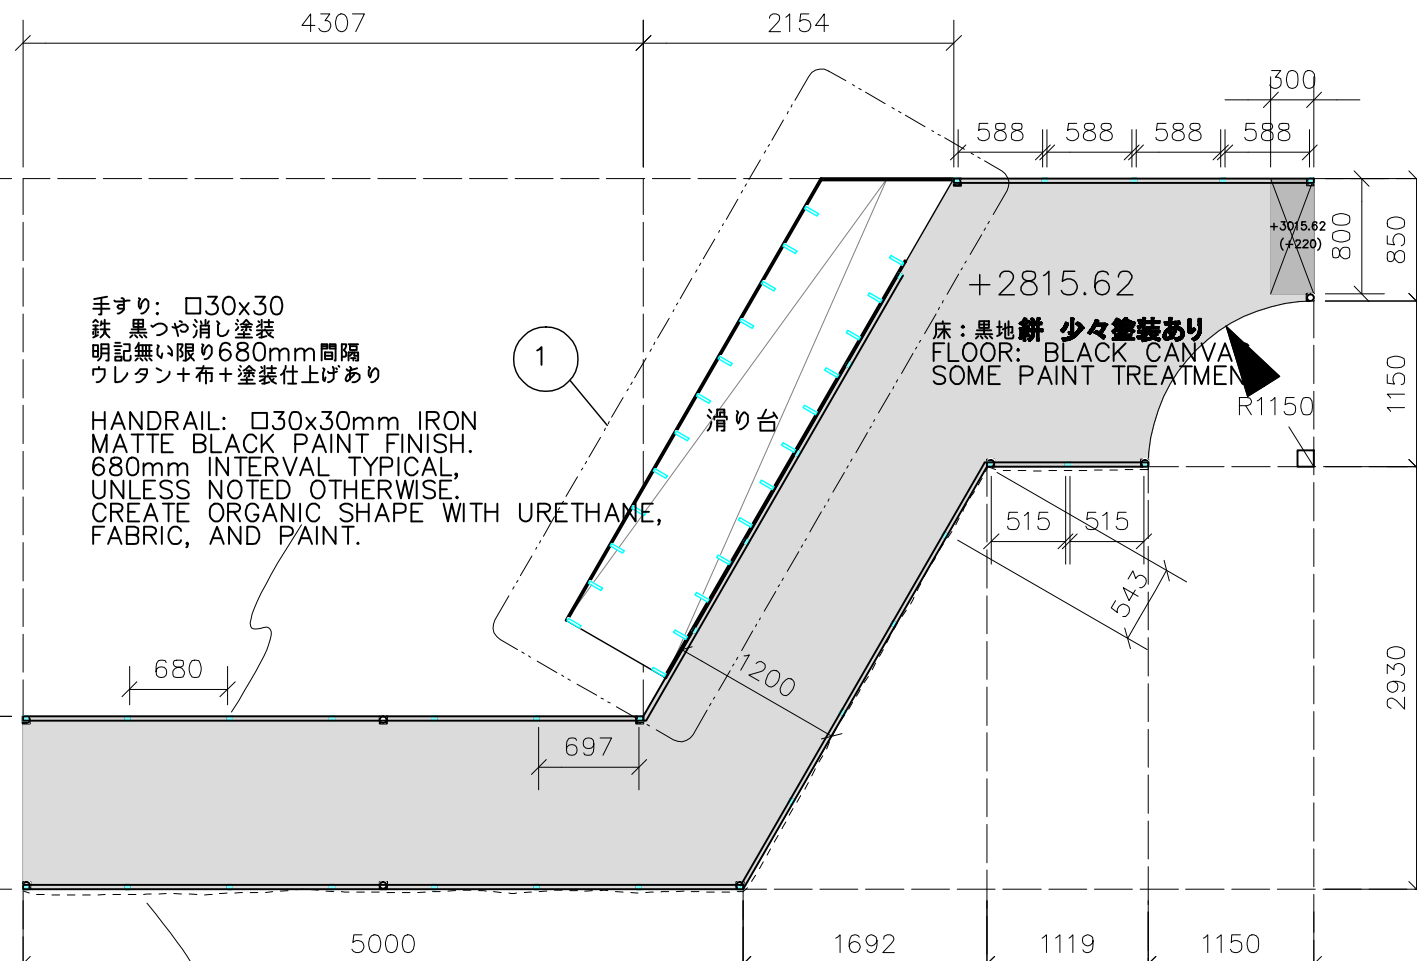 4307
2154
300
588
588
588
588
+3015.62
(+220)
800
850
+2815.62
手すり: □30x30
鉄 黒つや消し塗装
明記無い限り680mm間隔
ウレタン+布+塗装仕上げあり
床:黒地絣 少々塗装あり
FLOOR: BLACK CANVA
SOME PAINT TREATMEN
1
滑り台
R1150
1150
HANDRAIL: □30x30mm IRON
MATTE BLACK PAINT FINISH.
680mm INTERVAL TYPICAL,
UNLESS NOTED OTHERWISE.
CREATE ORGANIC SHAPE WITH URETHANE,
FABRIC, AND PAINT.
515
515
543
680
1200
2930
697
5000
1692
1119
1150